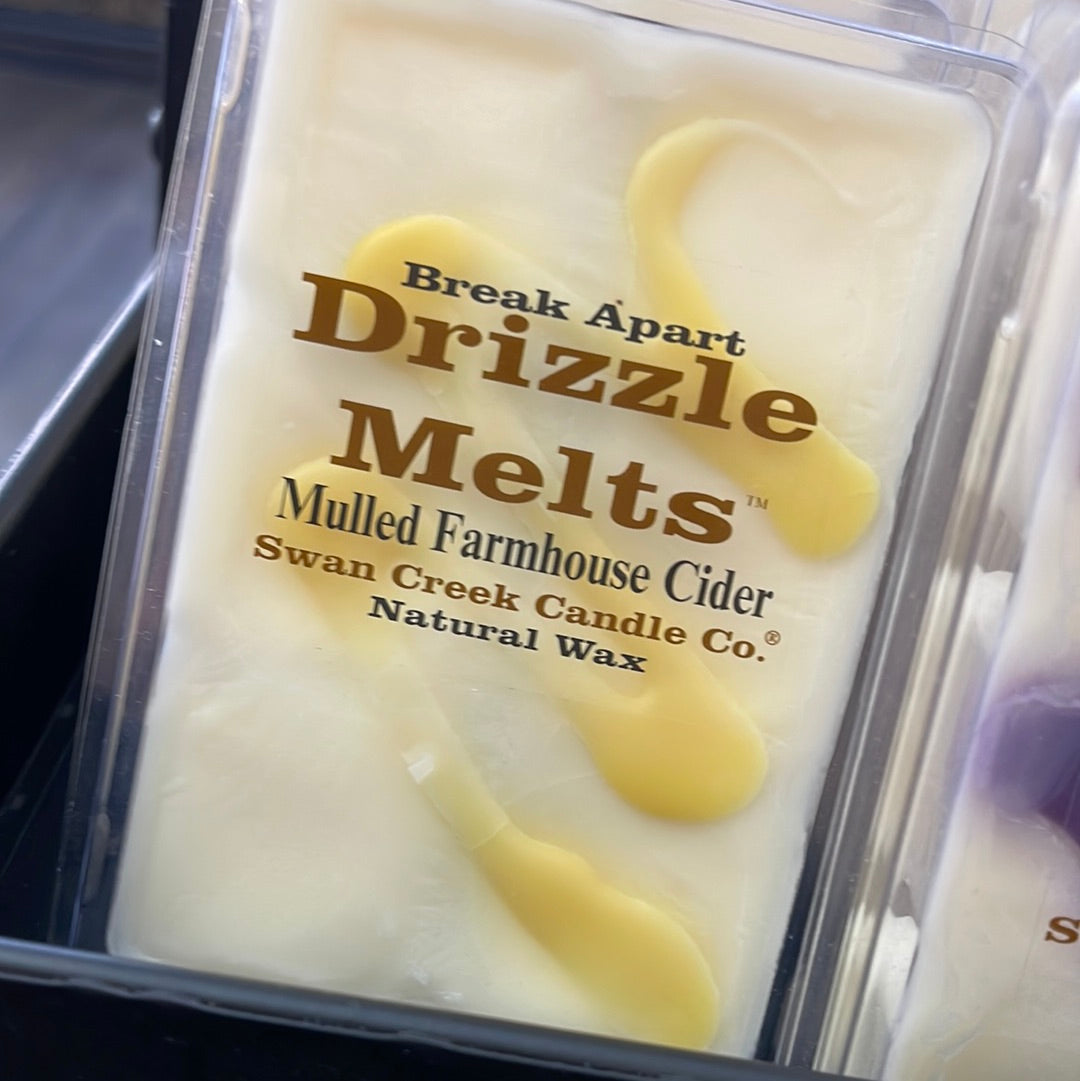 Break Apart
Drizzle
Melts™
Mulled Farmhouse Cider
Swan Creek Candle Co.®
Natural Wax
S